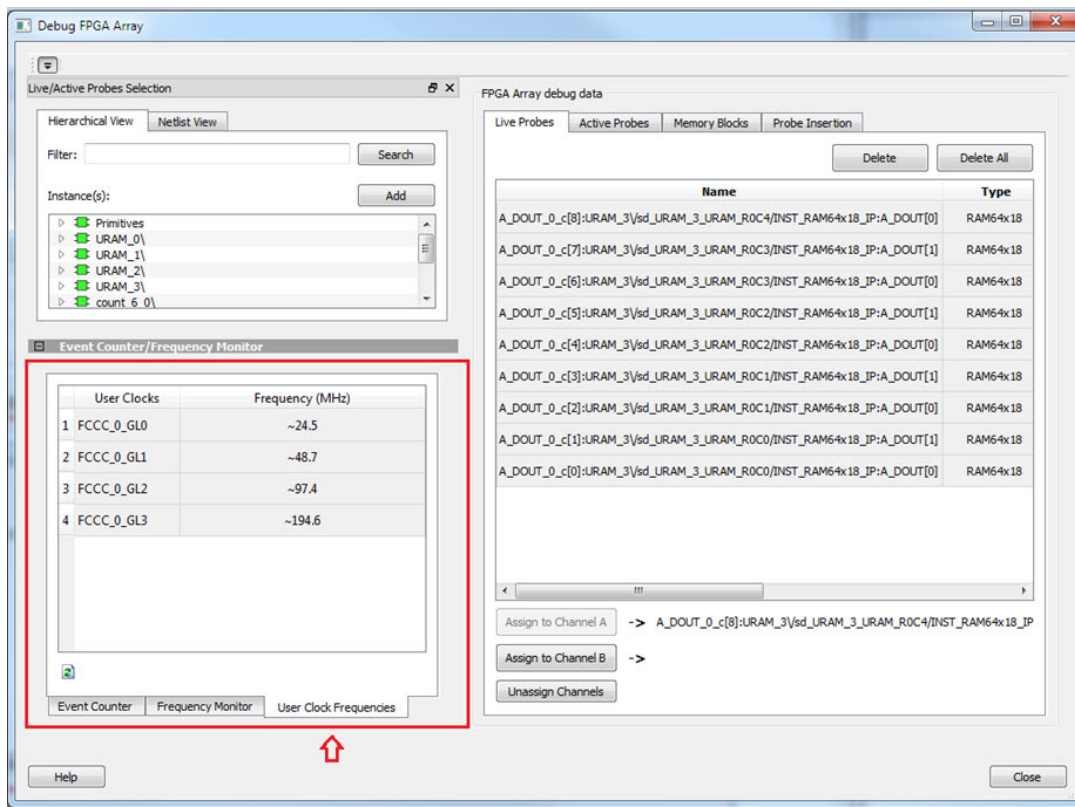 Debug FPGA Array
Live/Active Probes Selection
Hierarchical View Netlist View
Filter: Search
Instance(s): Add
Primitives
URAM_0\
URAM_1\
URAM_2\
URAM_3\
count_6_0\
Event Counter/Frequency Monitor
User Clocks Frequency (MHz)
1 FCCC_0_GL0 ~24.5
2 FCCC_0_GL1 ~48.7
3 FCCC_0_GL2 ~97.4
4 FCCC_0_GL3 ~194.6
Event Counter Frequency Monitor User Clock Frequencies
Help
FPGA Array debug data
Live Probes Active Probes Memory Blocks Probe Insertion
Delete Delete All
Name Type
A_DOUT_0_c[8]:URAM_3\/sd_URAM_3_URAM_R0C4/INST_RAM64x18_IP:A_DOUT[0] RAM64x18
A_DOUT_0_c[7]:URAM_3\/sd_URAM_3_URAM_R0C3/INST_RAM64x18_IP:A_DOUT[1] RAM64x18
A_DOUT_0_c[6]:URAM_3\/sd_URAM_3_URAM_R0C3/INST_RAM64x18_IP:A_DOUT[0] RAM64x18
A_DOUT_0_c[5]:URAM_3\/sd_URAM_3_URAM_R0C2/INST_RAM64x18_IP:A_DOUT[1] RAM64x18
A_DOUT_0_c[4]:URAM_3\/sd_URAM_3_URAM_R0C2/INST_RAM64x18_IP:A_DOUT[0] RAM64x18
A_DOUT_0_c[3]:URAM_3\/sd_URAM_3_URAM_R0C1/INST_RAM64x18_IP:A_DOUT[1] RAM64x18
A_DOUT_0_c[2]:URAM_3\/sd_URAM_3_URAM_R0C1/INST_RAM64x18_IP:A_DOUT[0] RAM64x18
A_DOUT_0_c[1]:URAM_3\/sd_URAM_3_URAM_R0C0/INST_RAM64x18_IP:A_DOUT[1] RAM64x18
A_DOUT_0_c[0]:URAM_3\/sd_URAM_3_URAM_R0C0/INST_RAM64x18_IP:A_DOUT[0] RAM64x18
Assign to Channel A -> A_DOUT_0_c[8]:URAM_3\/sd_URAM_3_URAM_R0C4/INST_RAM64x18_IP
Assign to Channel B ->
Unassign Channels
Close